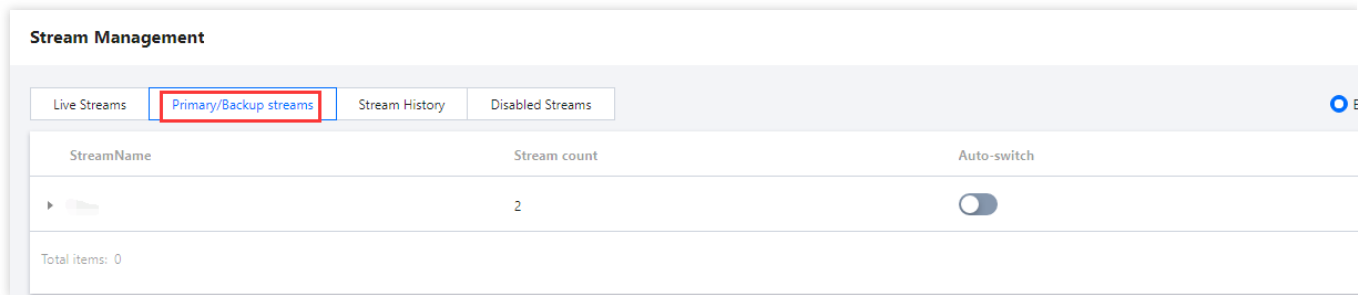 Stream Management
Live Streams Primary/Backup streams Stream History Disabled Streams
StreamName Stream count Auto-switch
2
Total items: 0